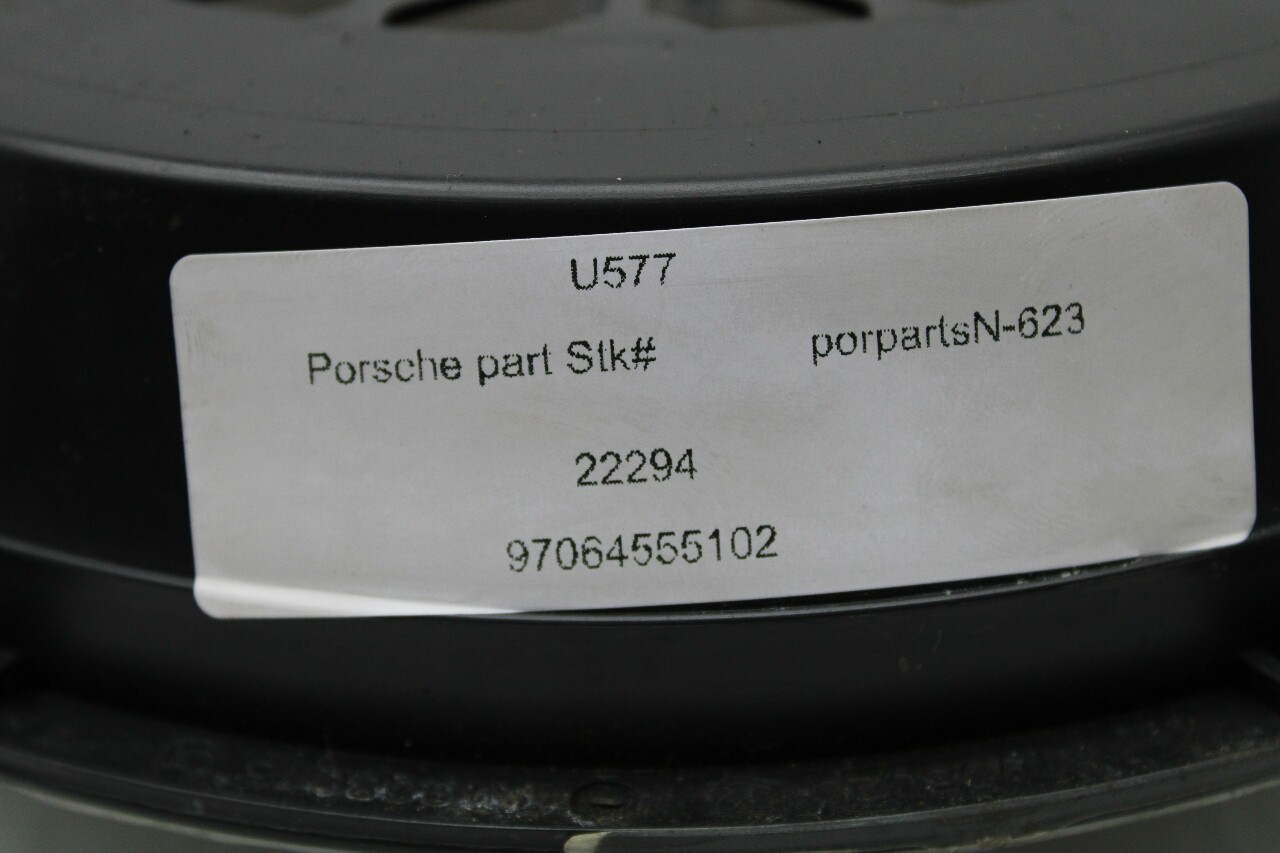 U577
Porsche part Stk# porpartsN-623
22294
97064555102